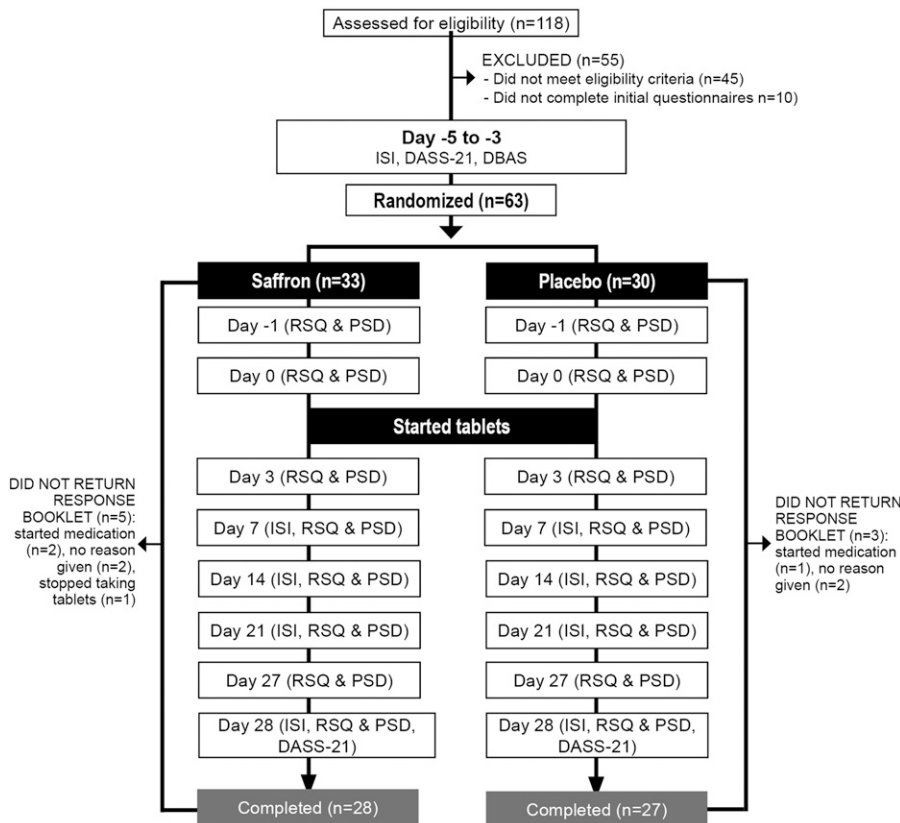 Assessed for eligibility (n=118)
EXCLUDED (n=55)
- Did not meet eligibility criteria (n=45)
- Did not complete initial questionnaires n=10)
Day -5 to -3
ISI, DASS-21, DBAS
Randomized (n=63)
Saffron (n=33)
Placebo (n=30)
Day -1 (RSQ & PSD)
Day -1 (RSQ & PSD)
Day 0 (RSQ & PSD)
Day 0 (RSQ & PSD)
Started tablets
DID NOT RETURN
RESPONSE
BOOKLET (n=5):
started medication
(n=2), no reason
given (n=2),
stopped taking
tablets (n=1)
Day 3 (RSQ & PSD)
Day 3 (RSQ & PSD)
Day 7 (ISI, RSQ & PSD)
Day 7 (ISI, RSQ & PSD)
Day 14 (ISI, RSQ & PSD)
Day 14 (ISI, RSQ & PSD)
Day 21 (ISI, RSQ & PSD)
Day 21 (ISI, RSQ & PSD)
Day 27 (RSQ & PSD)
Day 27 (RSQ & PSD)
Day 28 (ISI, RSQ & PSD,
DASS-21)
Day 28 (ISI, RSQ & PSD,
DASS-21)
DID NOT RETURN
RESPONSE
BOOKLET (n=3):
started medication
(n=1), no reason
given (n=2)
Completed (n=28)
Completed (n=27)